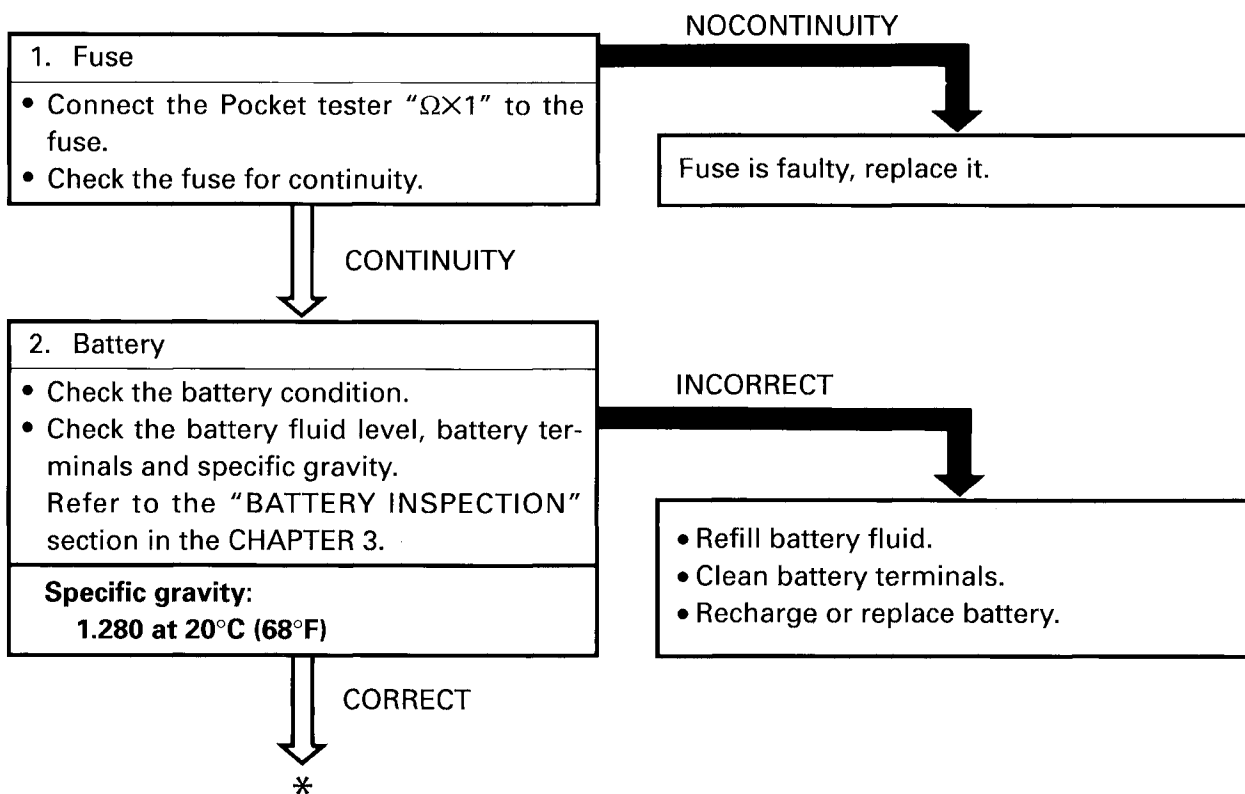 NOCONTINUITY
1. Fuse
• Connect the Pocket tester “Ω×1” to the
fuse.
• Check the fuse for continuity.
Fuse is faulty, replace it.
CONTINUITY
2. Battery
• Check the battery condition.
• Check the battery fluid level, battery ter-
minals and specific gravity.
Refer to the “BATTERY INSPECTION”
section in the CHAPTER 3.
Specific gravity:
1.280 at 20°C (68°F)
INCORRECT
• Refill battery fluid.
• Clean battery terminals.
• Recharge or replace battery.
CORRECT
*